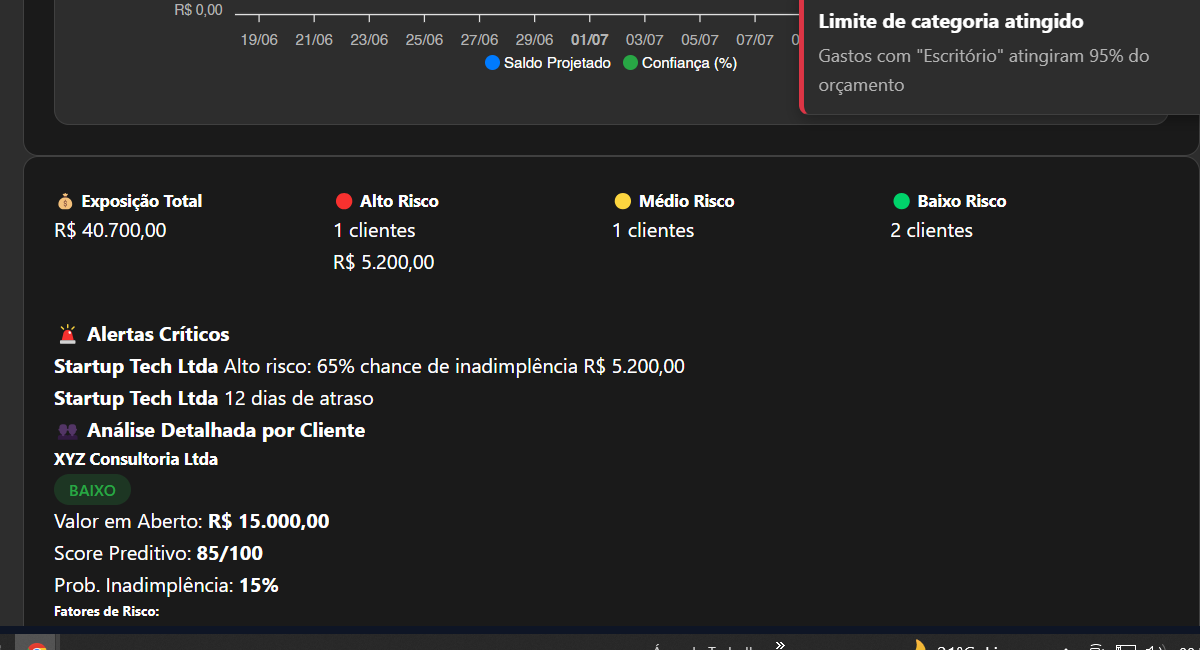 R$ 0,00
19/06 21/06 23/06 25/06 27/06 29/06 01/07 03/07 05/07 07/07
Saldo Projetado Confiança (%)
Limite de categoria atingido
Gastos com "Escritório" atingiram 95% do
orçamento
Exposição Total
R$ 40.700,00
Alto Risco
1 clientes
R$ 5.200,00
Médio Risco
1 clientes
Baixo Risco
2 clientes
Alertas Críticos
Startup Tech Ltda Alto risco: 65% chance de inadimplência R$ 5.200,00
Startup Tech Ltda 12 dias de atraso
Análise Detalhada por Cliente
XYZ Consultoria Ltda
BAIXO
Valor em Aberto: R$ 15.000,00
Score Preditivo: 85/100
Prob. Inadimplência: 15%
Fatores de Risco: